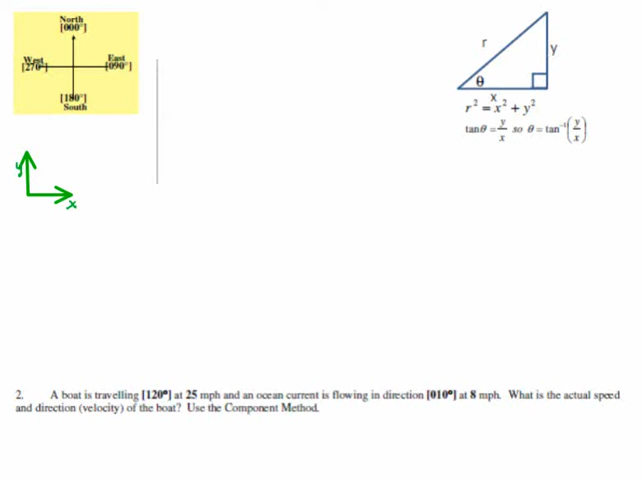 North
[000°]
West
[270°]
East
[090°]
[180°]
South
y
x
r
y
θ
x
r² = x² + y²
tanθ = y/x so θ = tan⁻¹(y/x)
2. A boat is travelling [120°] at 25 mph and an ocean current is flowing in direction [010°] at 8 mph. What is the actual speed
and direction (velocity) of the boat? Use the Component Method.